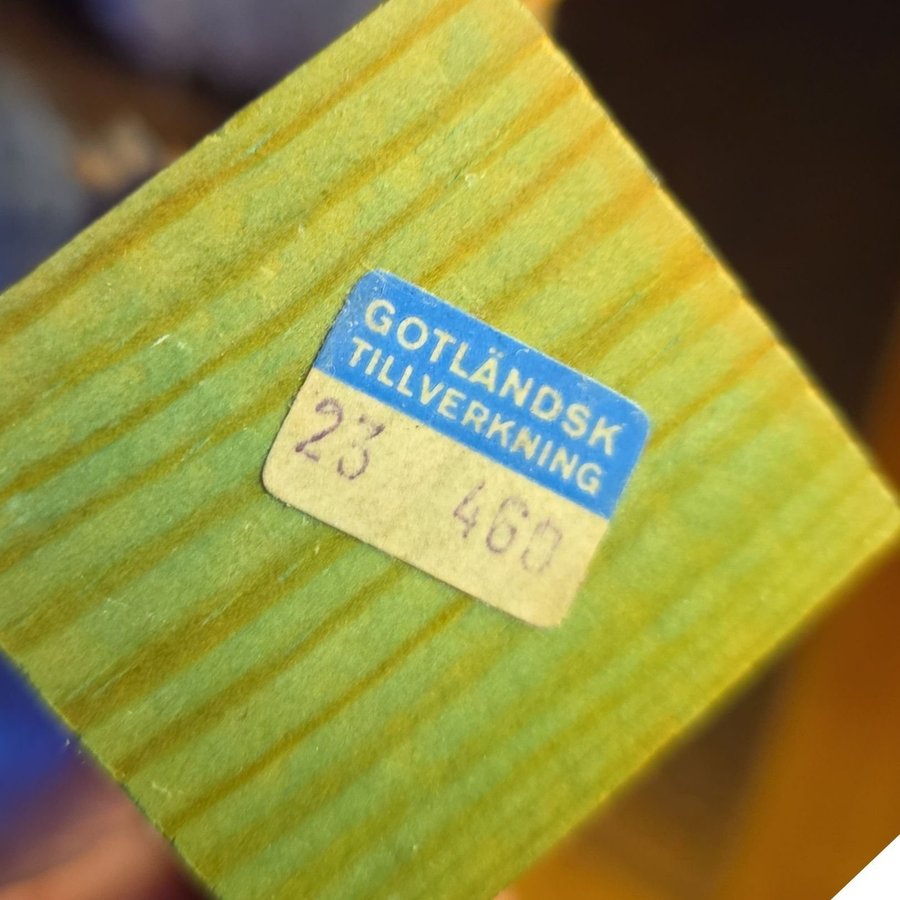 GOTLÄNDSK
TILLVERKNING
23 460